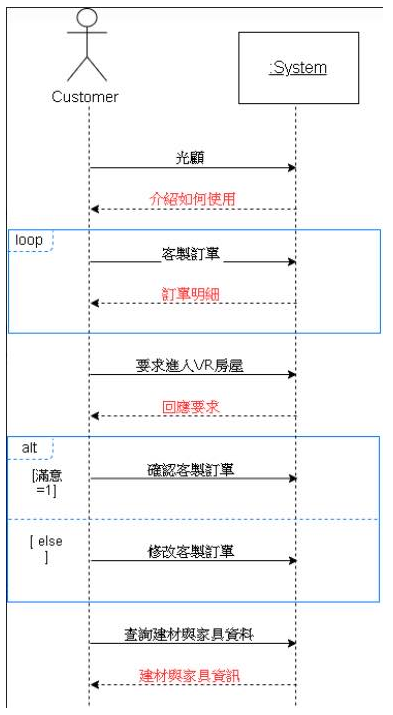 :System
Customer
光顧
介紹如何使用
loop
客製訂單
訂單明細
要求進入VR房屋
回應要求
alt
[滿意
=1]
確認客製訂單
[ else
]
修改客製訂單
查詢建材與家具資料
建材與家具資訊